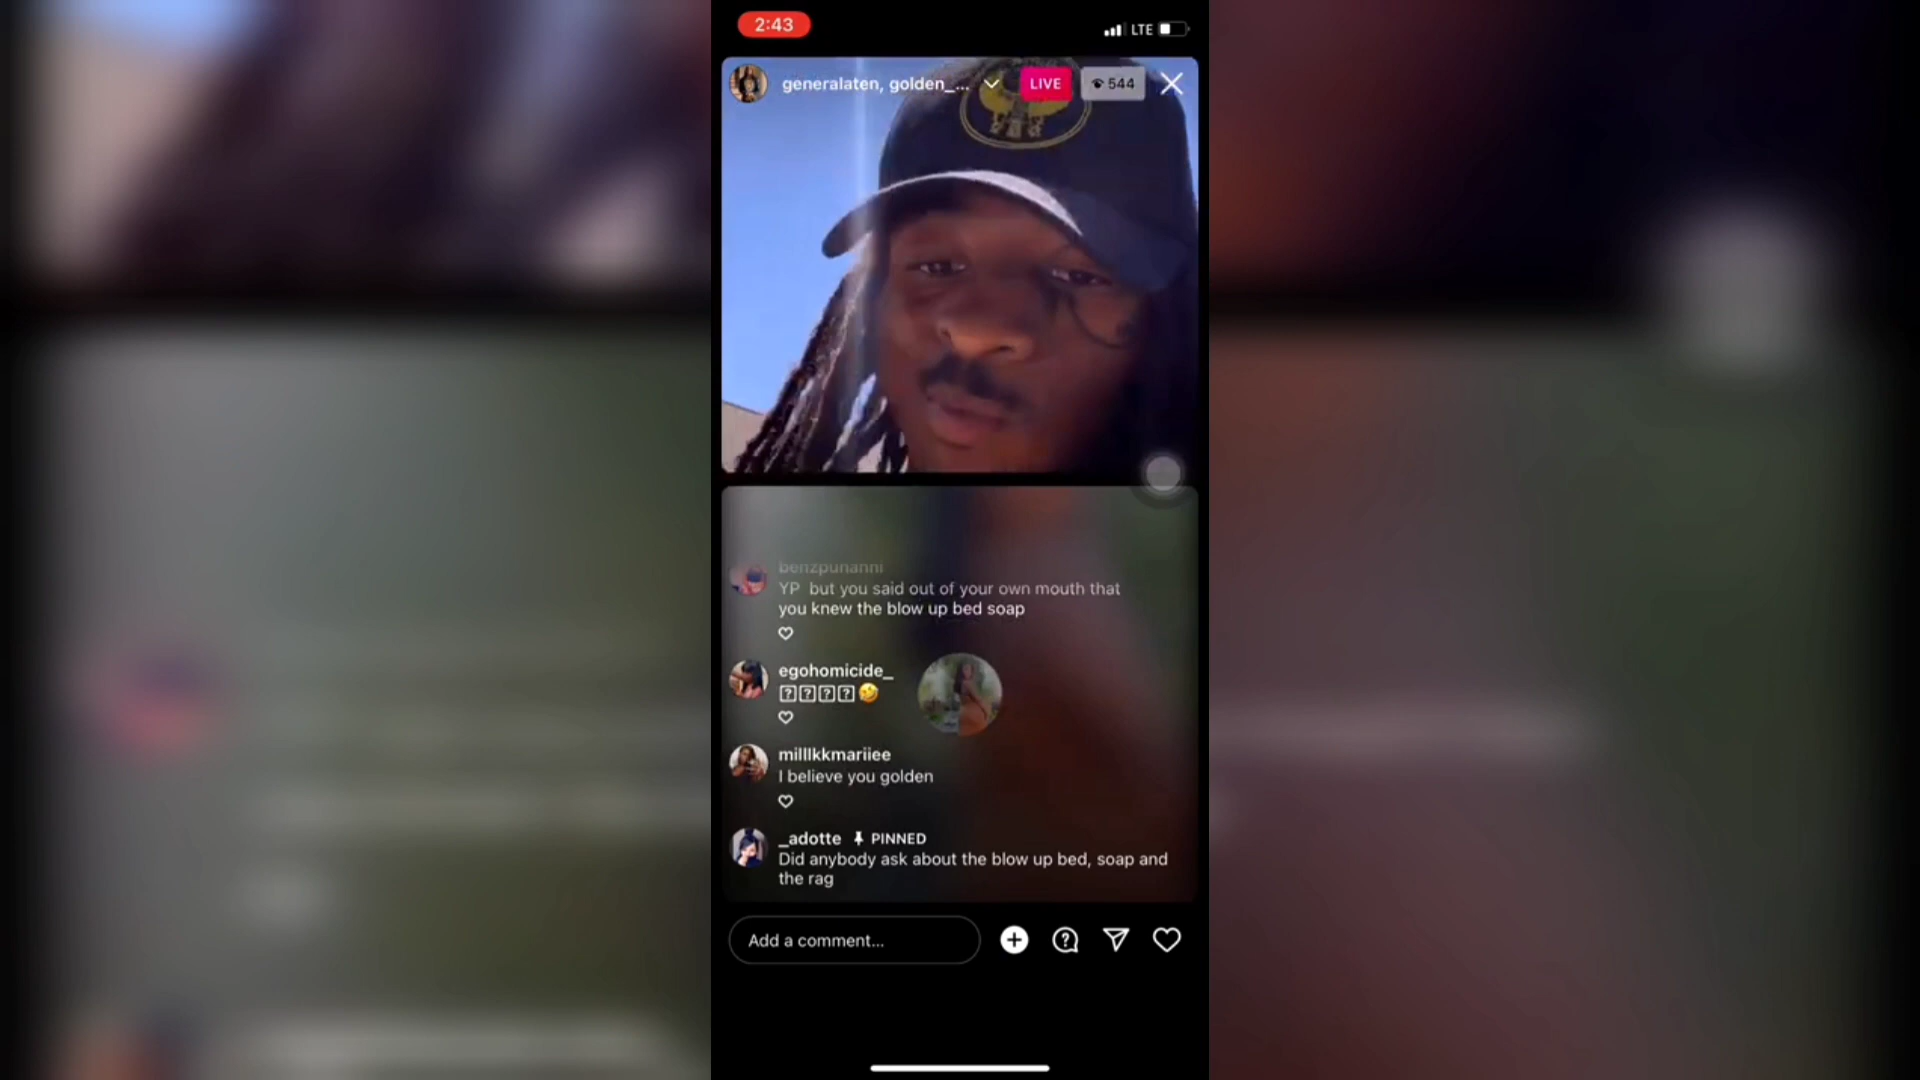 2:43
LTE
generalaten, golden_...
LIVE
544
benzpunanni
YP but you said out of your own mouth that
you knew the blow up bed soap
egohomicide_
🤣
milllkkmariiee
I believe you golden
_adotte PINNED
Did anybody ask about the blow up bed, soap and
the rag
Add a comment...